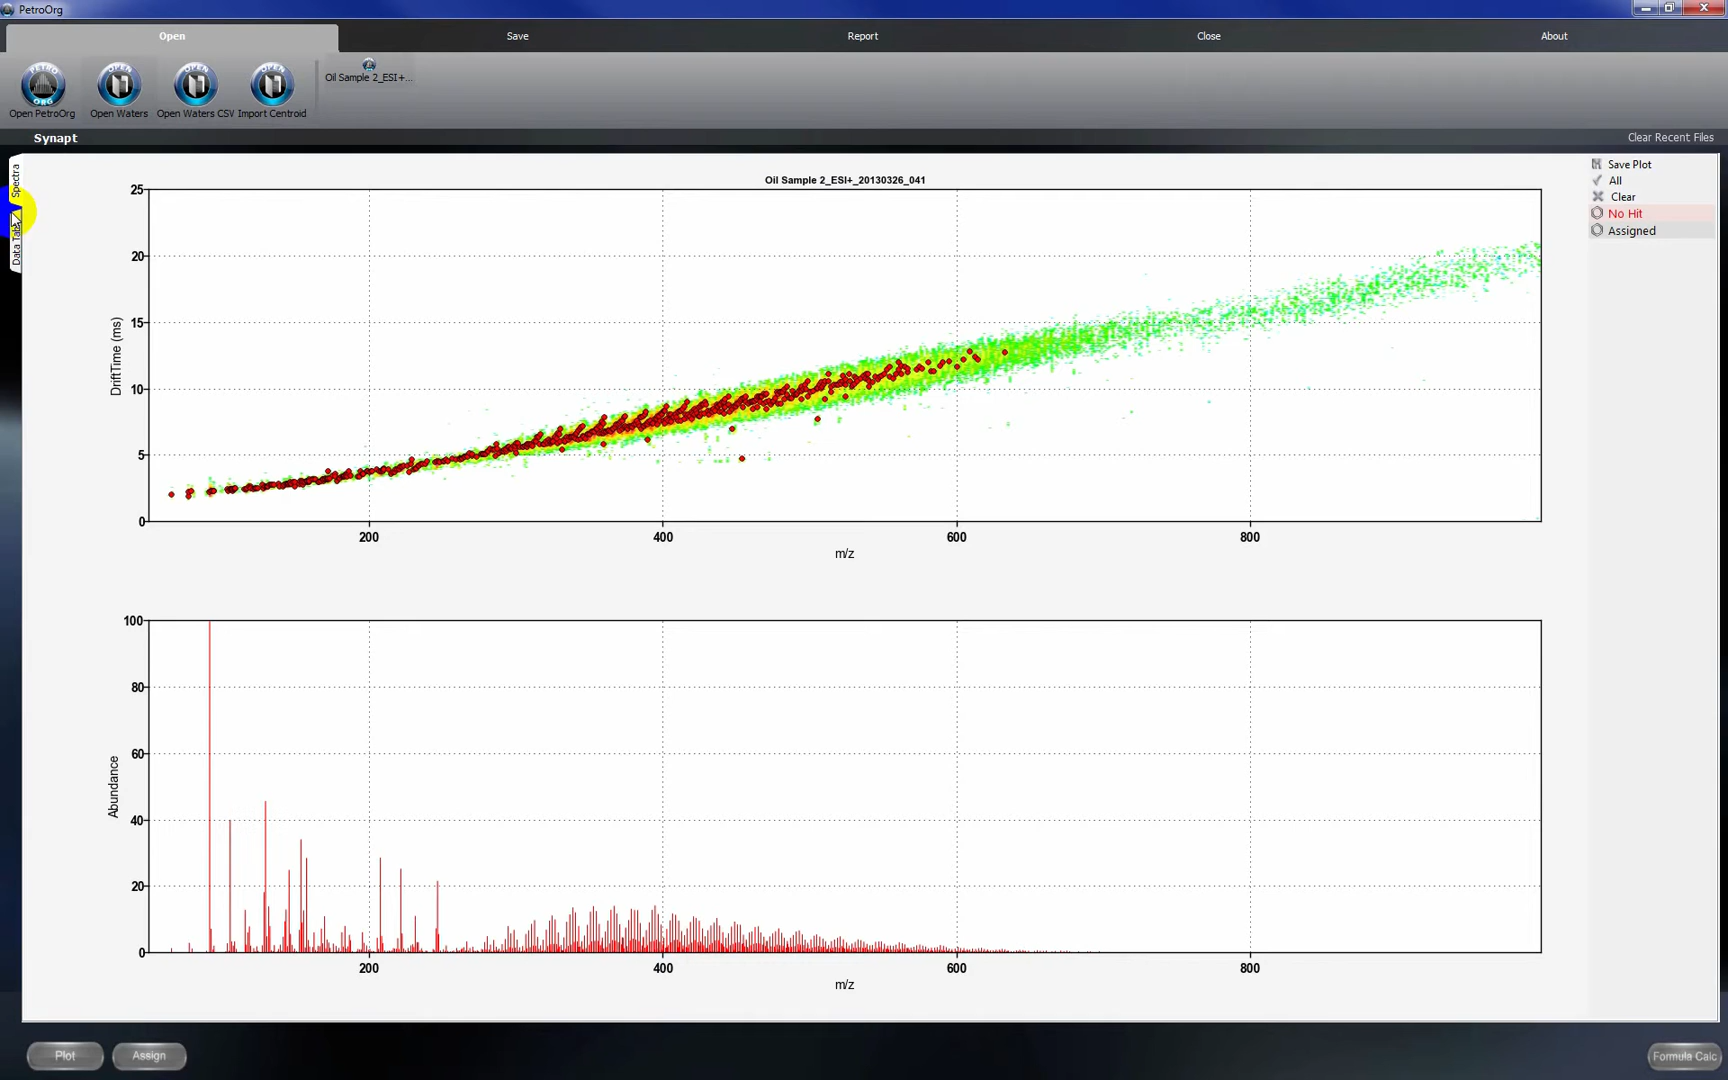 PetroOrg
Open Save Report Close About
Open PetroOrg Open Waters Open Waters CSV Import Centroid
Oil Sample 2_ESI+...
Synapt
Clear Recent Files
Spectra
Save Plot
All
Clear
No Hit
Assigned
Oil Sample 2_ESI+_20130326_041
25
20
15
10
5
0
DriftTime (ms)
200 400 600 800
m/z
100
80
60
40
20
0
Abundance
200 400 600 800
m/z
Plot Assign Formula Calc